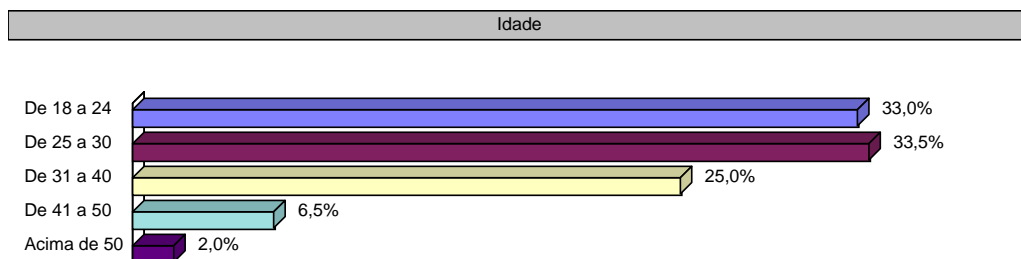 Idade
De 18 a 24 33,0%
De 25 a 30 33,5%
De 31 a 40 25,0%
De 41 a 50 6,5%
Acima de 50 2,0%